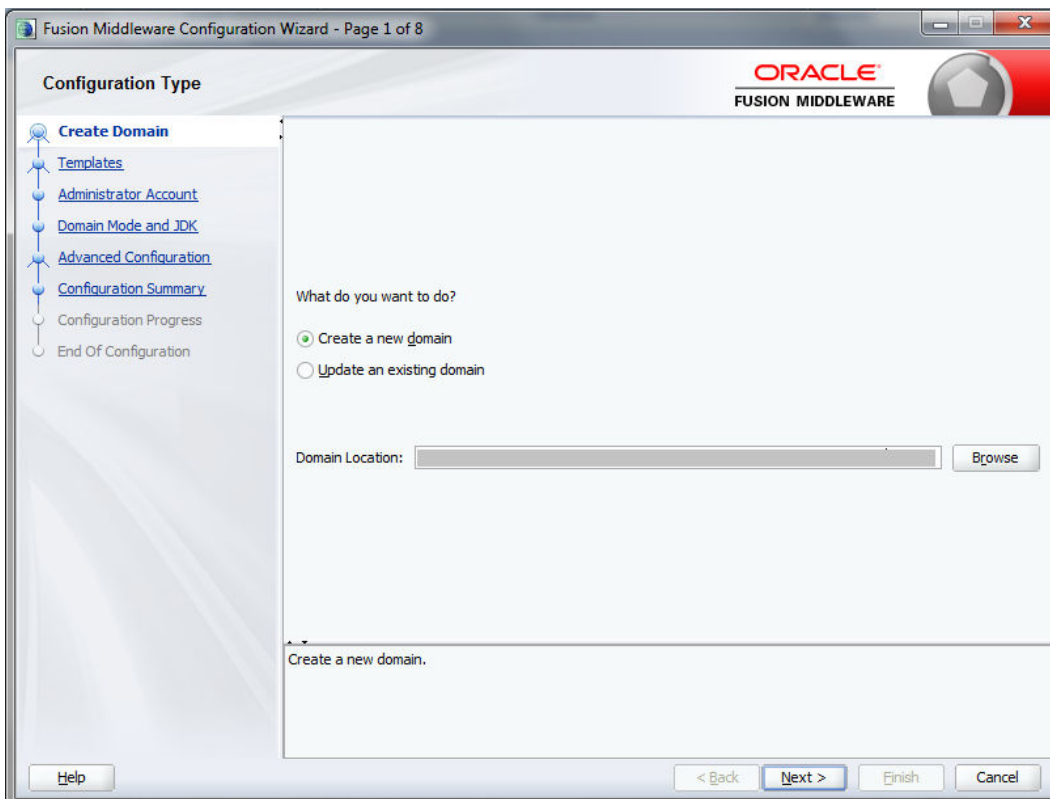 Fusion Middleware Configuration Wizard - Page 1 of 8
Configuration Type
ORACLE
FUSION MIDDLEWARE
Create Domain
Templates
Administrator Account
Domain Mode and JDK
Advanced Configuration
Configuration Summary
Configuration Progress
End Of Configuration
What do you want to do?
Create a new domain
Update an existing domain
Domain Location:
Browse
Create a new domain.
Help
< Back
Next >
Finish
Cancel